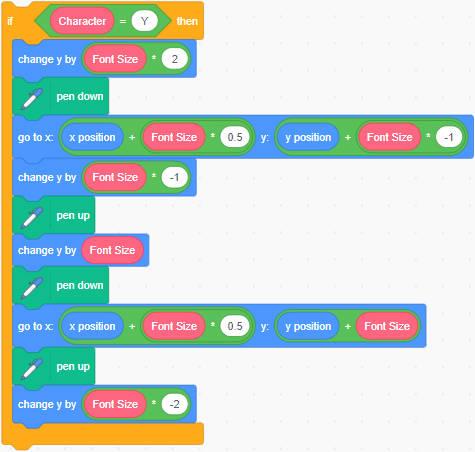 if Character = Y then
change y by Font Size * 2
pen down
go to x: x position + Font Size * 0.5 y: y position + Font Size * -1
change y by Font Size * -1
pen up
change y by Font Size
pen down
go to x: x position + Font Size * 0.5 y: y position + Font Size
pen up
change y by Font Size * -2